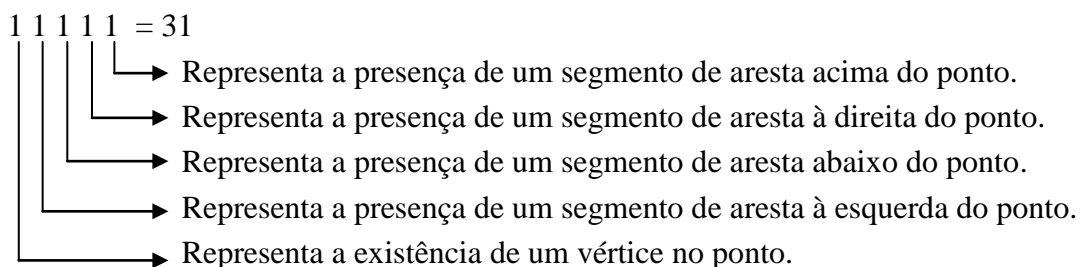 1 1 1 1 1 = 31
Representa a presença de um segmento de aresta acima do ponto.
Representa a presença de um segmento de aresta à direita do ponto.
Representa a presença de um segmento de aresta abaixo do ponto.
Representa a presença de um segmento de aresta à esquerda do ponto.
Representa a existência de um vértice no ponto.